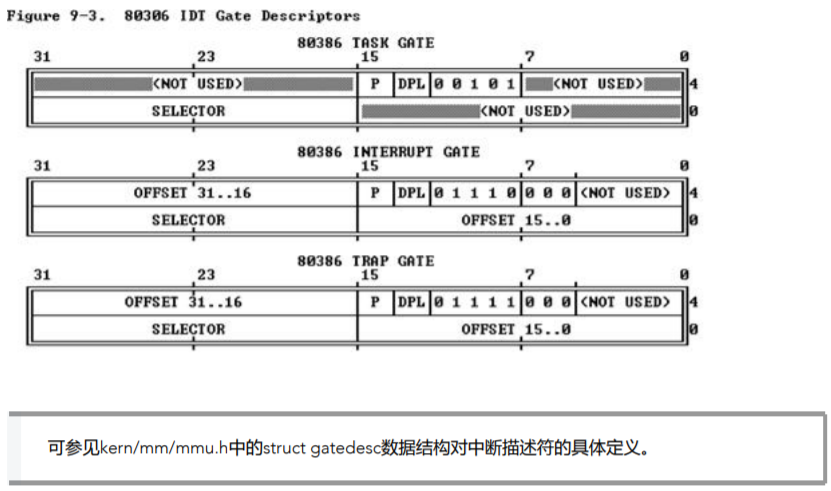 Figure 9-3. 80306 IDT Gate Descriptors
80386 TASK GATE
31 23 15 7 0
<NOT USED> P DPL 0 0 1 0 1 <NOT USED> 4
SELECTOR <NOT USED> 0
80386 INTERRUPT GATE
31 23 15 7 0
OFFSET 31..16 P DPL 0 1 1 1 0 0 0 0 <NOT USED> 4
SELECTOR OFFSET 15..0 0
80386 TRAP GATE
31 23 15 7 0
OFFSET 31..16 P DPL 0 1 1 1 1 0 0 0 <NOT USED> 4
SELECTOR OFFSET 15..0 0
可参见kern/mm/mmu.h中的struct gatedesc数据结构对中断描述符的具体定义。